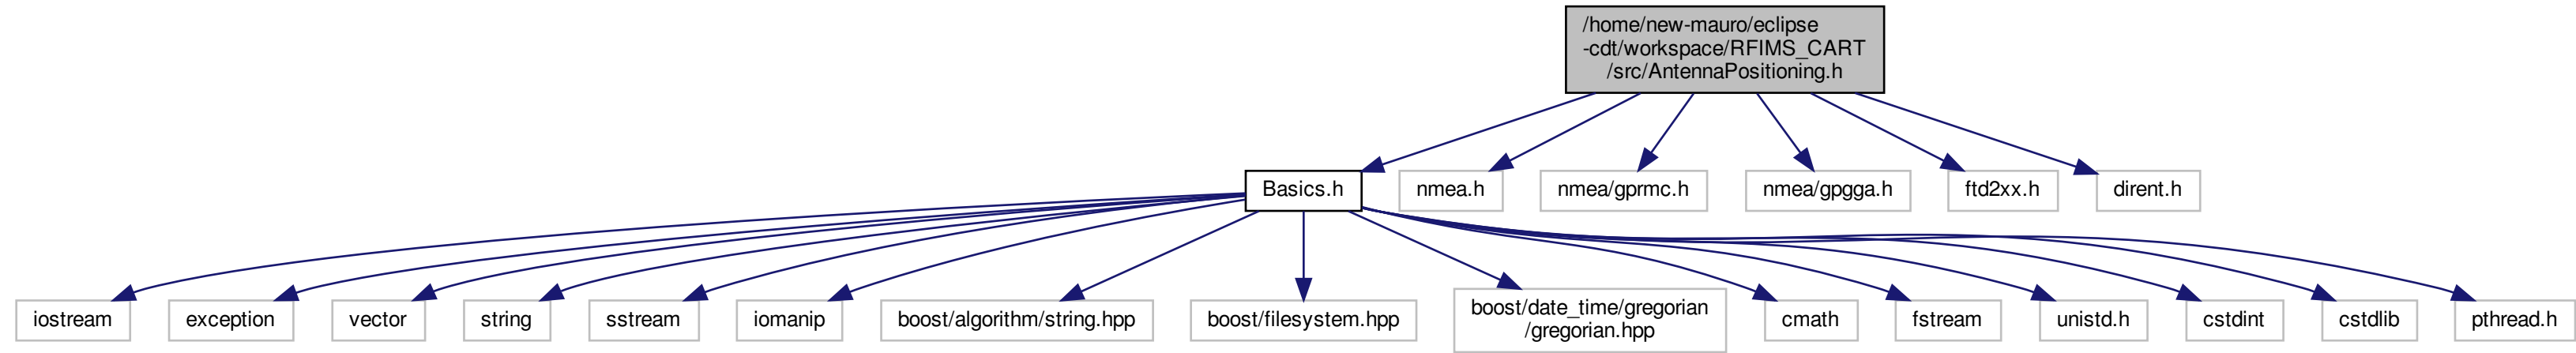 /home/new-mauro/eclipse
-cdt/workspace/RFIMS_CART
/src/AntennaPositioning.h
Basics.h
nmea.h
nmea/gprmc.h
nmea/gpgga.h
ftd2xx.h
dirent.h
iostream
exception
vector
string
sstream
iomanip
boost/algorithm/string.hpp
boost/filesystem.hpp
boost/date_time/gregorian
/gregorian.hpp
cmath
fstream
unistd.h
cstdint
cstdlib
pthread.h